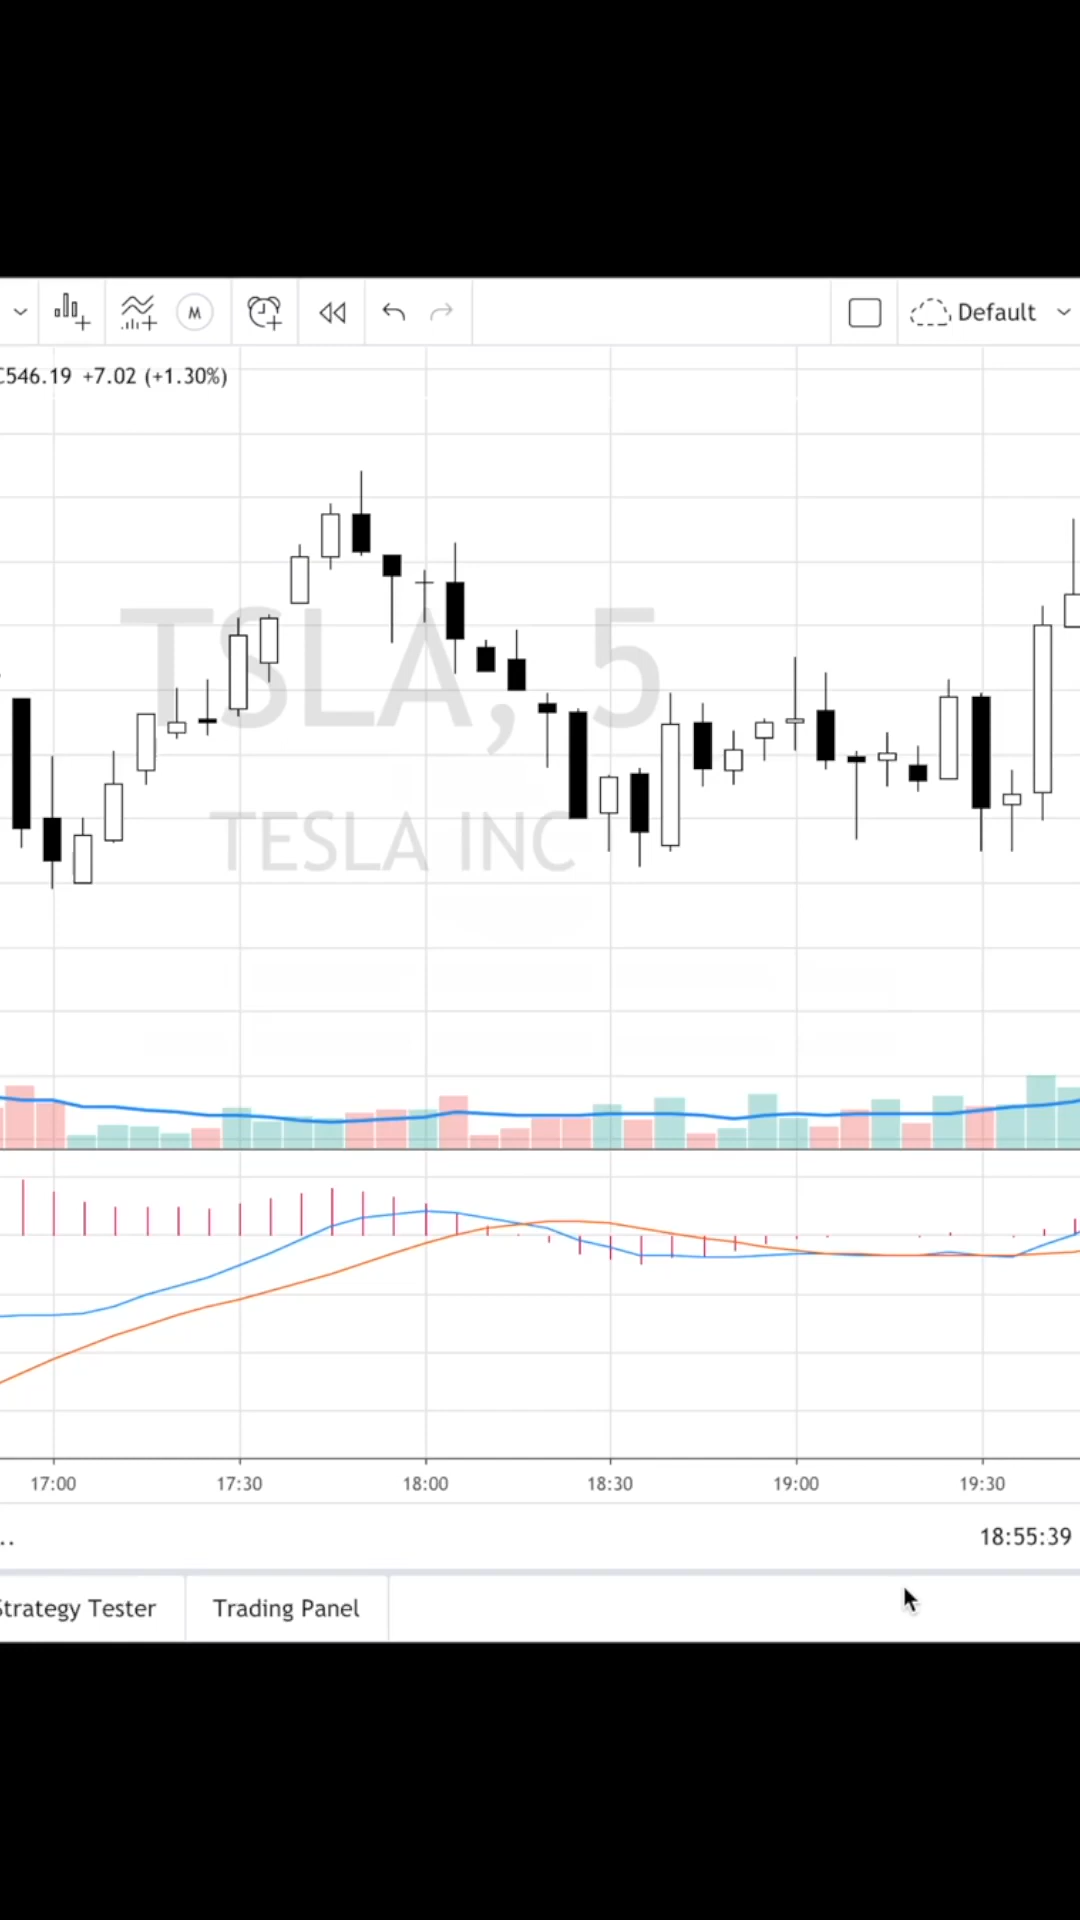 M
Default
C546.19 +7.02 (+1.30%)
TSLA, 5
TESLA INC
17:00 17:30 18:00 18:30 19:00 19:30
..
18:55:39
Strategy Tester
Trading Panel